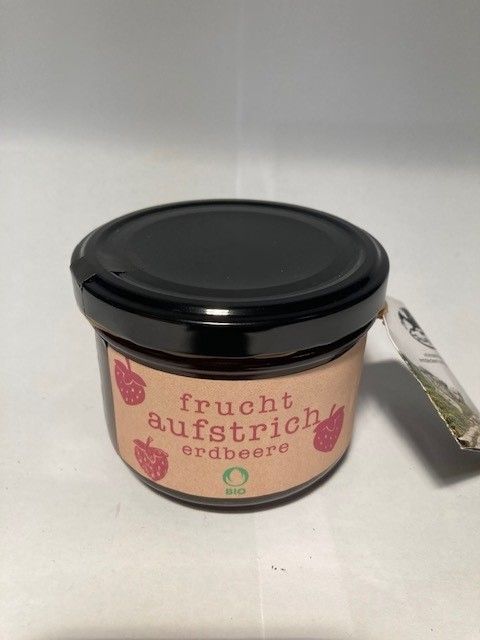 frucht
aufstrich
erdbeere
BIO